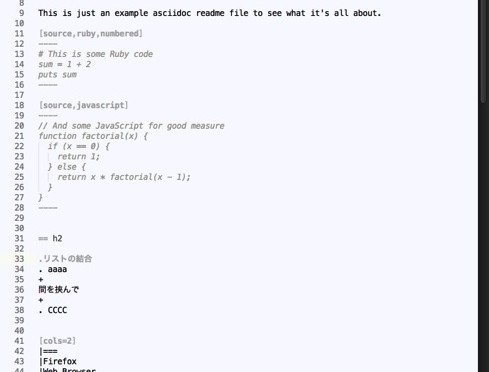 8
9 This is just an example asciidoc readme file to see what it's all about.
10
11 [source,ruby,numbered]
12 ----
13 # This is some Ruby code
14 sum = 1 + 2
15 puts sum
16 ----
17
18 [source,javascript]
19 ----
20 // And some JavaScript for good measure
21 function factorial(x) {
22 if (x == 0) {
23 return 1;
24 } else {
25 return x * factorial(x - 1);
26 }
27 }
28 ----
29
30
31 == h2
32
33 .リストの結合
34 . aaaa
35 +
36 間を挟んで
37 +
38 . CCCC
39
40
41 [cols=2]
42 |===
43 |Firefox
44 |Web Browser